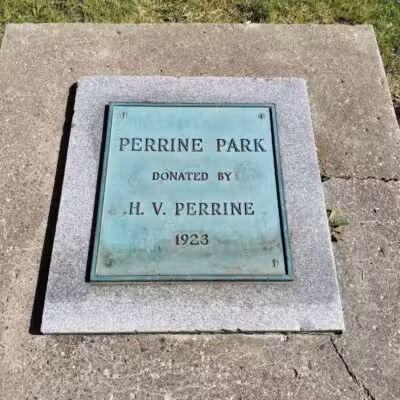 PERRINE PARK
DONATED BY
H. V. PERRINE
1923